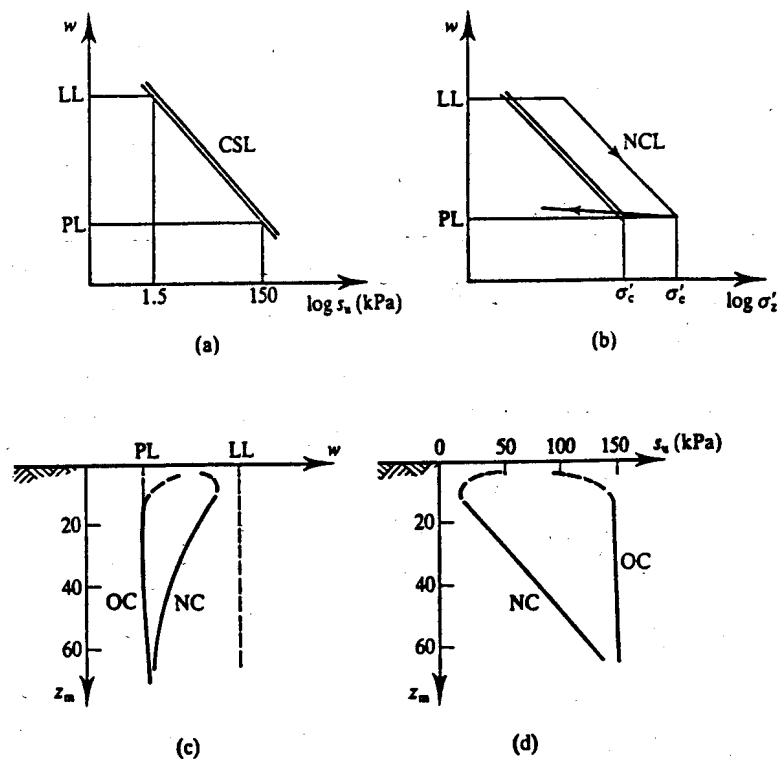 w
LL
CSL
PL
1.5
150
log s_u (kPa)
(a)
w
LL
NCL
PL
σ'_c
σ'_e
log σ'_z
(b)
PL
LL
w
20
40
OC
NC
60
z_m
(c)
0
50
100
150
s_u (kPa)
20
OC
40
NC
60
z_m
(d)